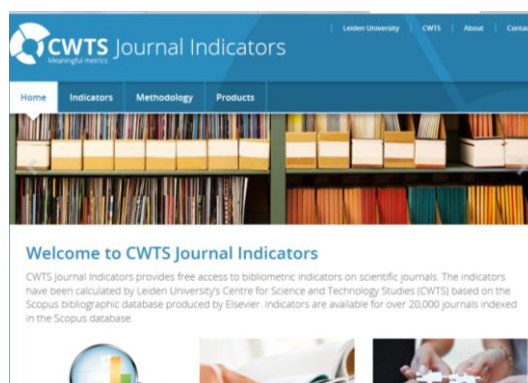 Leiden University CWTS About Contac
CWTS Journal Indicators
Meaningful metrics
Home Indicators Methodology Products
Welcome to CWTS Journal Indicators
CWTS Journal Indicators provides free access to bibliometric indicators on scientific journals. The indicators
have been calculated by Leiden University's Centre for Science and Technology Studies (CWTS) based on the
Scopus bibliographic database produced by Elsevier. Indicators are available for over 20,000 journals indexed
in the Scopus database.